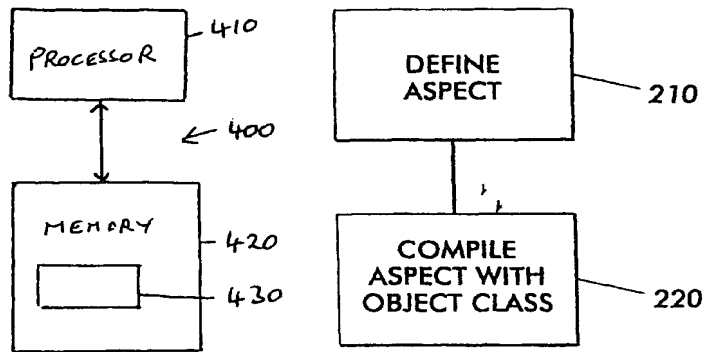 PROCESSOR
410
400
MEMORY
420
430
DEFINE
ASPECT
210
COMPILE
ASPECT WITH
OBJECT CLASS
220